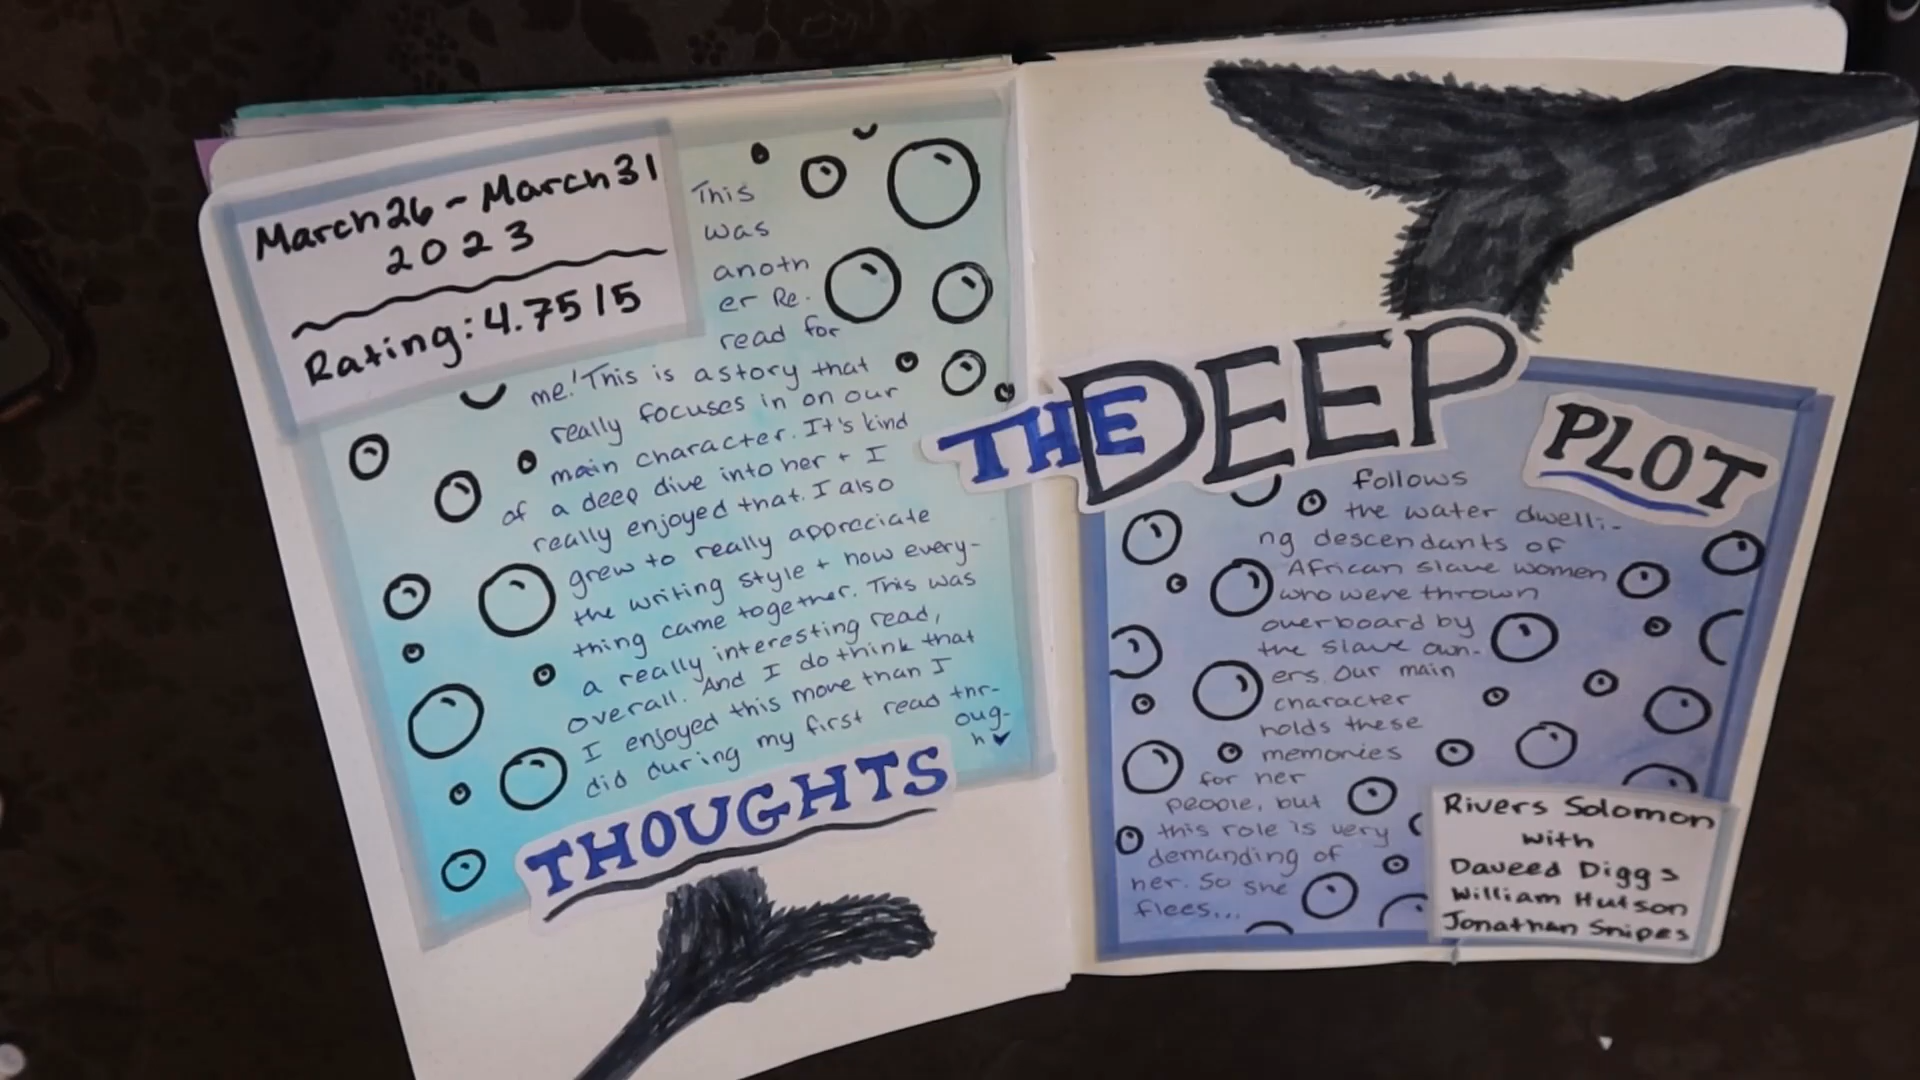 March 26 - March 31
2023
Rating: 4.75/5
This
was
anoth
er Re-
read for
me! This is a story that
really focuses in on our
main character. It's kind
of a deep dive into her + I
really enjoyed that. I also
grew to really appreciate
the writing style + how every-
thing came together. This was
a really interesting read,
overall. And I do think that
I enjoyed this more than I
did during my first read thr-
oug-
h
THOUGHTS
THE DEEP
PLOT
follows
the water dwelli-
ng descendants of
African slave women
who were thrown
overboard by
the slave own-
ers. Our main
character
holds these
memories
for her
people, but
this role is very
demanding of
her. So she
flees...
Rivers Solomon
with
Daveed Diggs
William Hutson
Jonathan Snipes